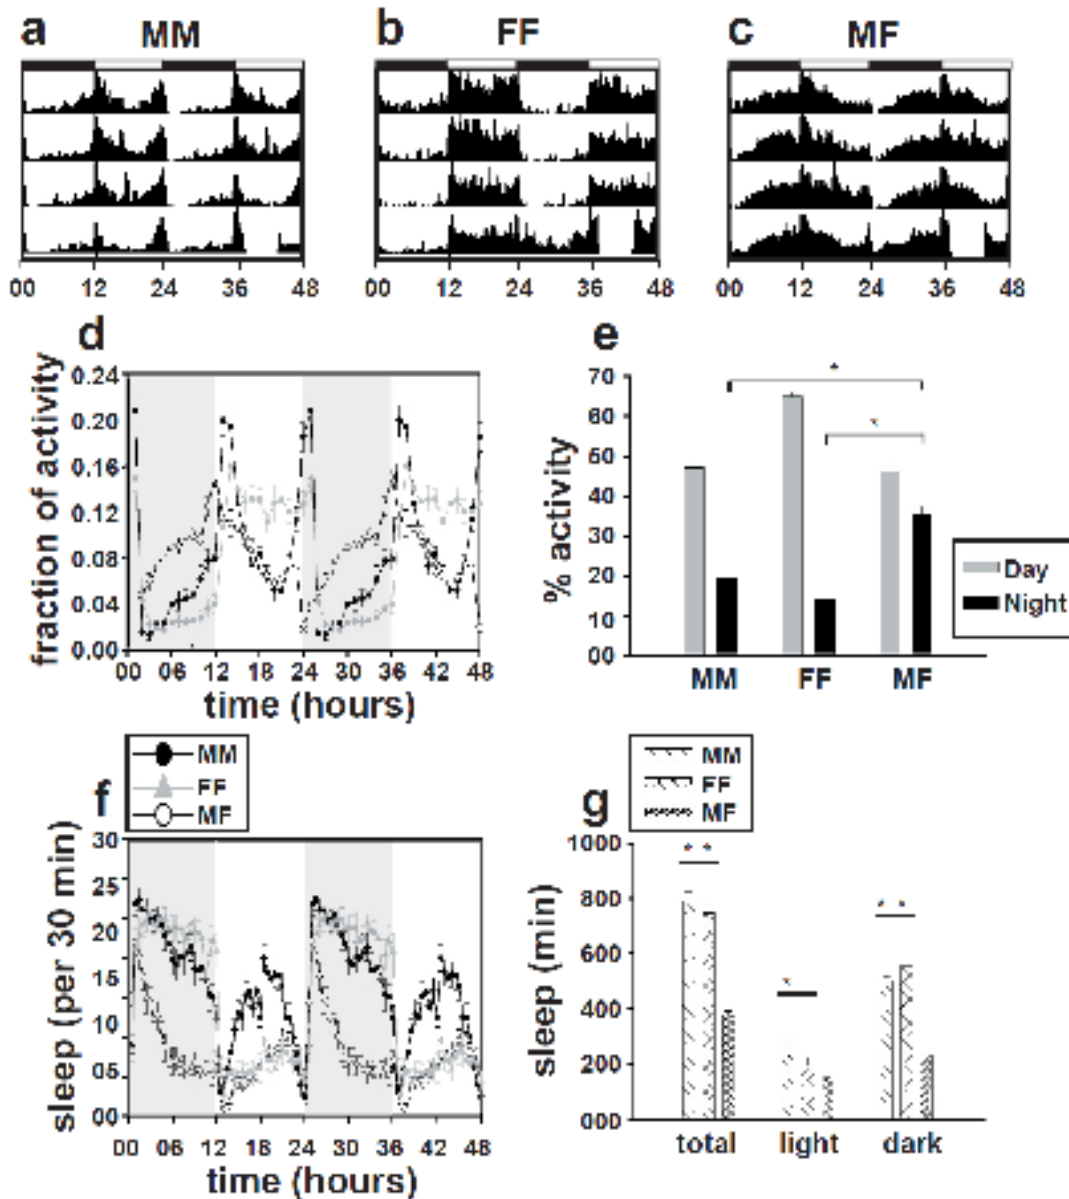 a MM b FF c MF
00 12 24 36 48 00 12 24 36 48 00 12 24 36 48
d
fraction of activity
0.24
0.20
0.16
0.12
0.08
0.04
0.00
00 06 12 18 24 30 36 42 48
time (hours)
e
% activity
70
60
50
40
30
20
10
00
* *
MM FF MF
Day
Night
MM
FF
MF
f
sleep (per 30 min)
30
25
20
15
10
05
00
00 06 12 18 24 30 36 42 48
time (hours)
MM
FF
MF
g
sleep (min)
1000
800
600
400
200
000
* * * * *
total light dark